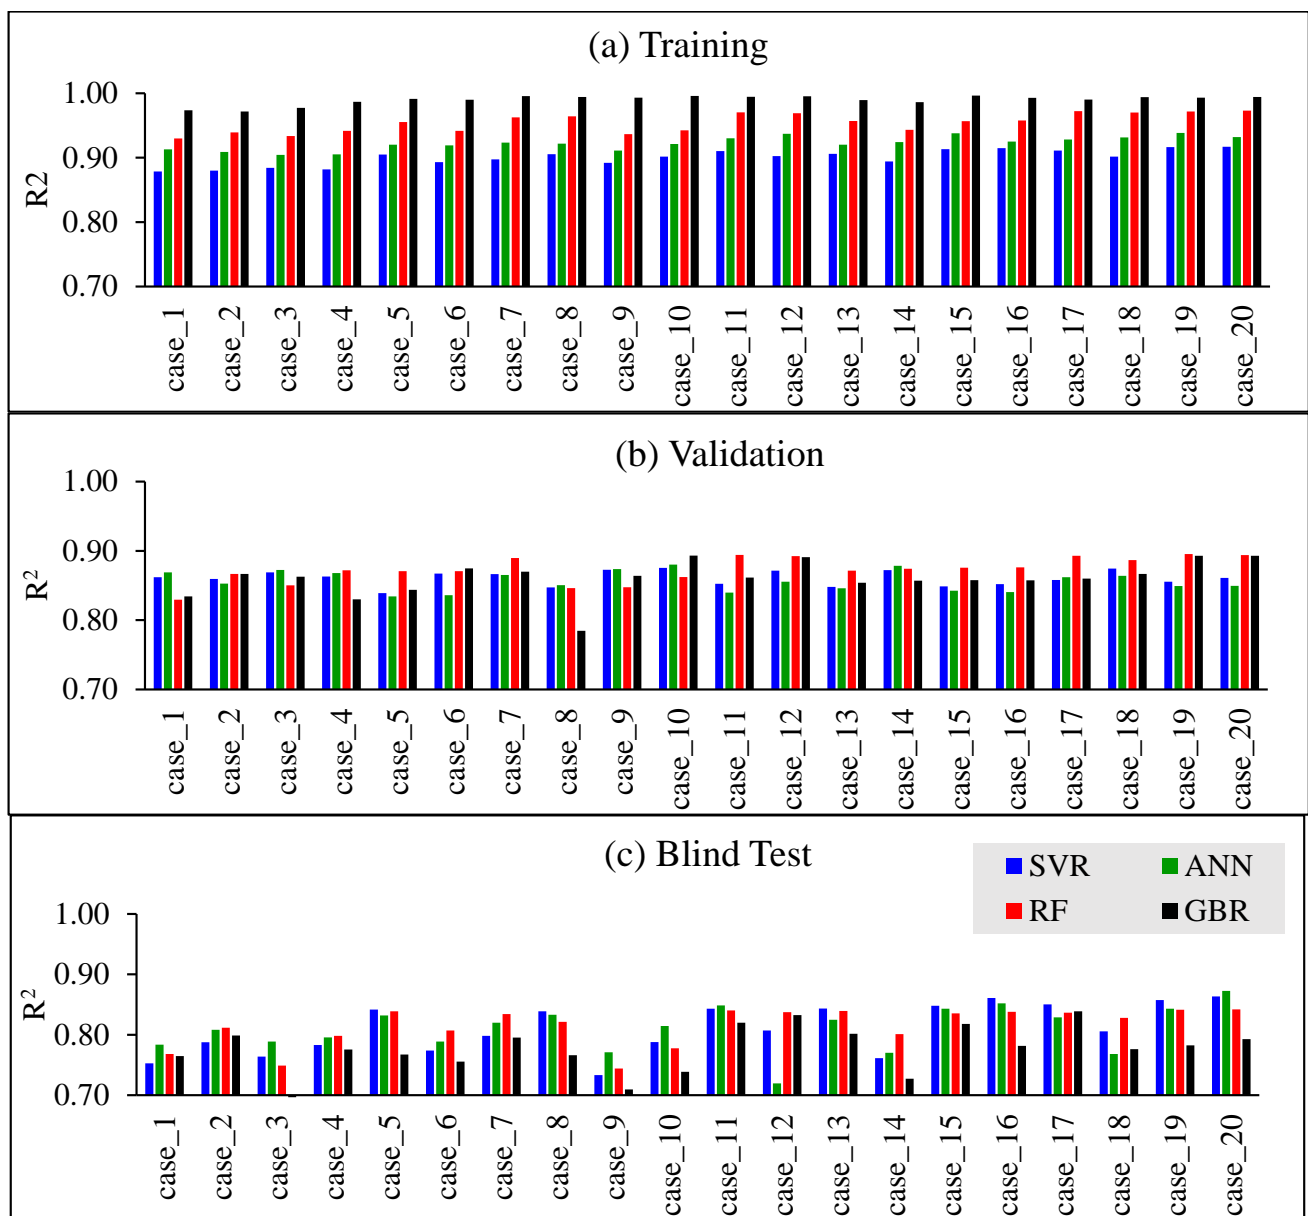 (a) Training
R2
1.00
0.90
0.80
0.70
case_1 case_2 case_3 case_4 case_5 case_6 case_7 case_8 case_9 case_10 case_11 case_12 case_13 case_14 case_15 case_16 case_17 case_18 case_19 case_20
(b) Validation
R²
1.00
0.90
0.80
0.70
case_1 case_2 case_3 case_4 case_5 case_6 case_7 case_8 case_9 case_10 case_11 case_12 case_13 case_14 case_15 case_16 case_17 case_18 case_19 case_20
(c) Blind Test
SVR ANN
RF GBR
R²
1.00
0.90
0.80
0.70
case_1 case_2 case_3 case_4 case_5 case_6 case_7 case_8 case_9 case_10 case_11 case_12 case_13 case_14 case_15 case_16 case_17 case_18 case_19 case_20